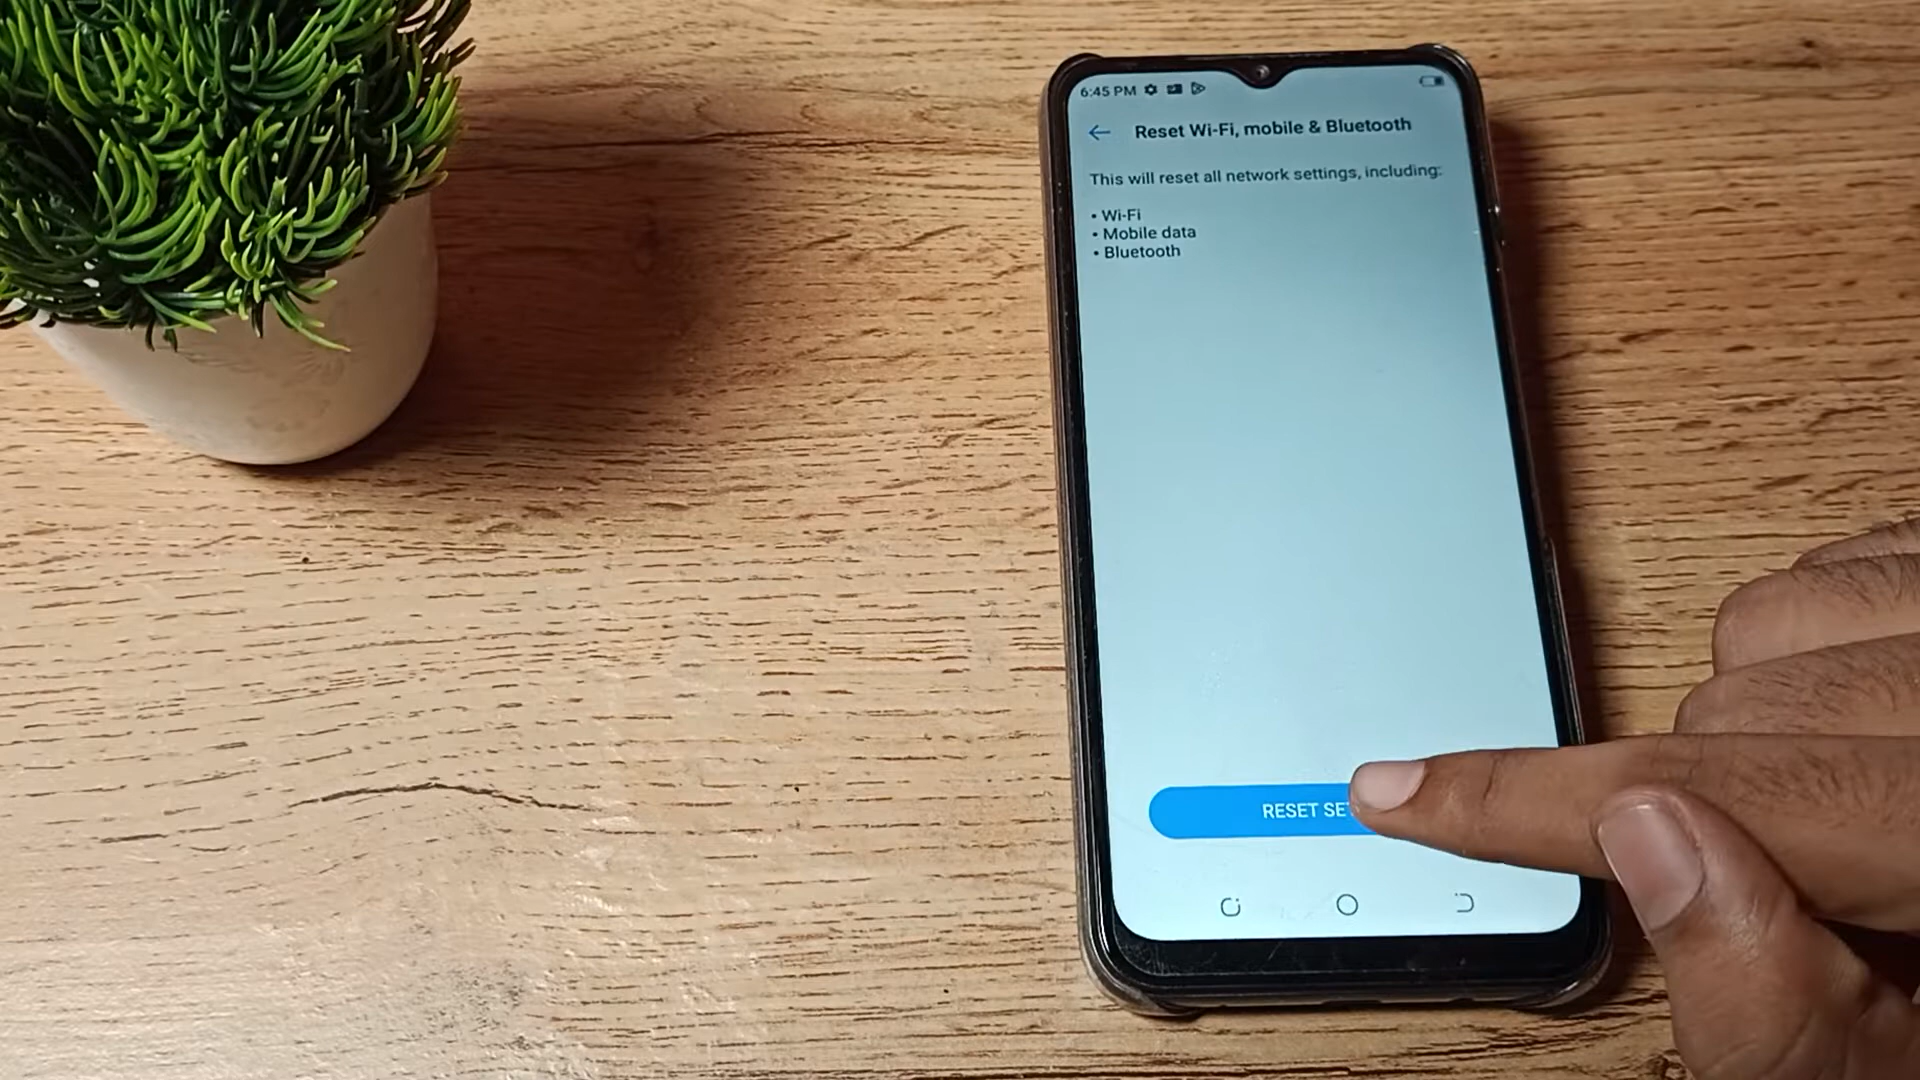 6:45 PM
Reset Wi-Fi, mobile & Bluetooth
This will reset all network settings, including:
• Wi-Fi
• Mobile data
• Bluetooth
RESET